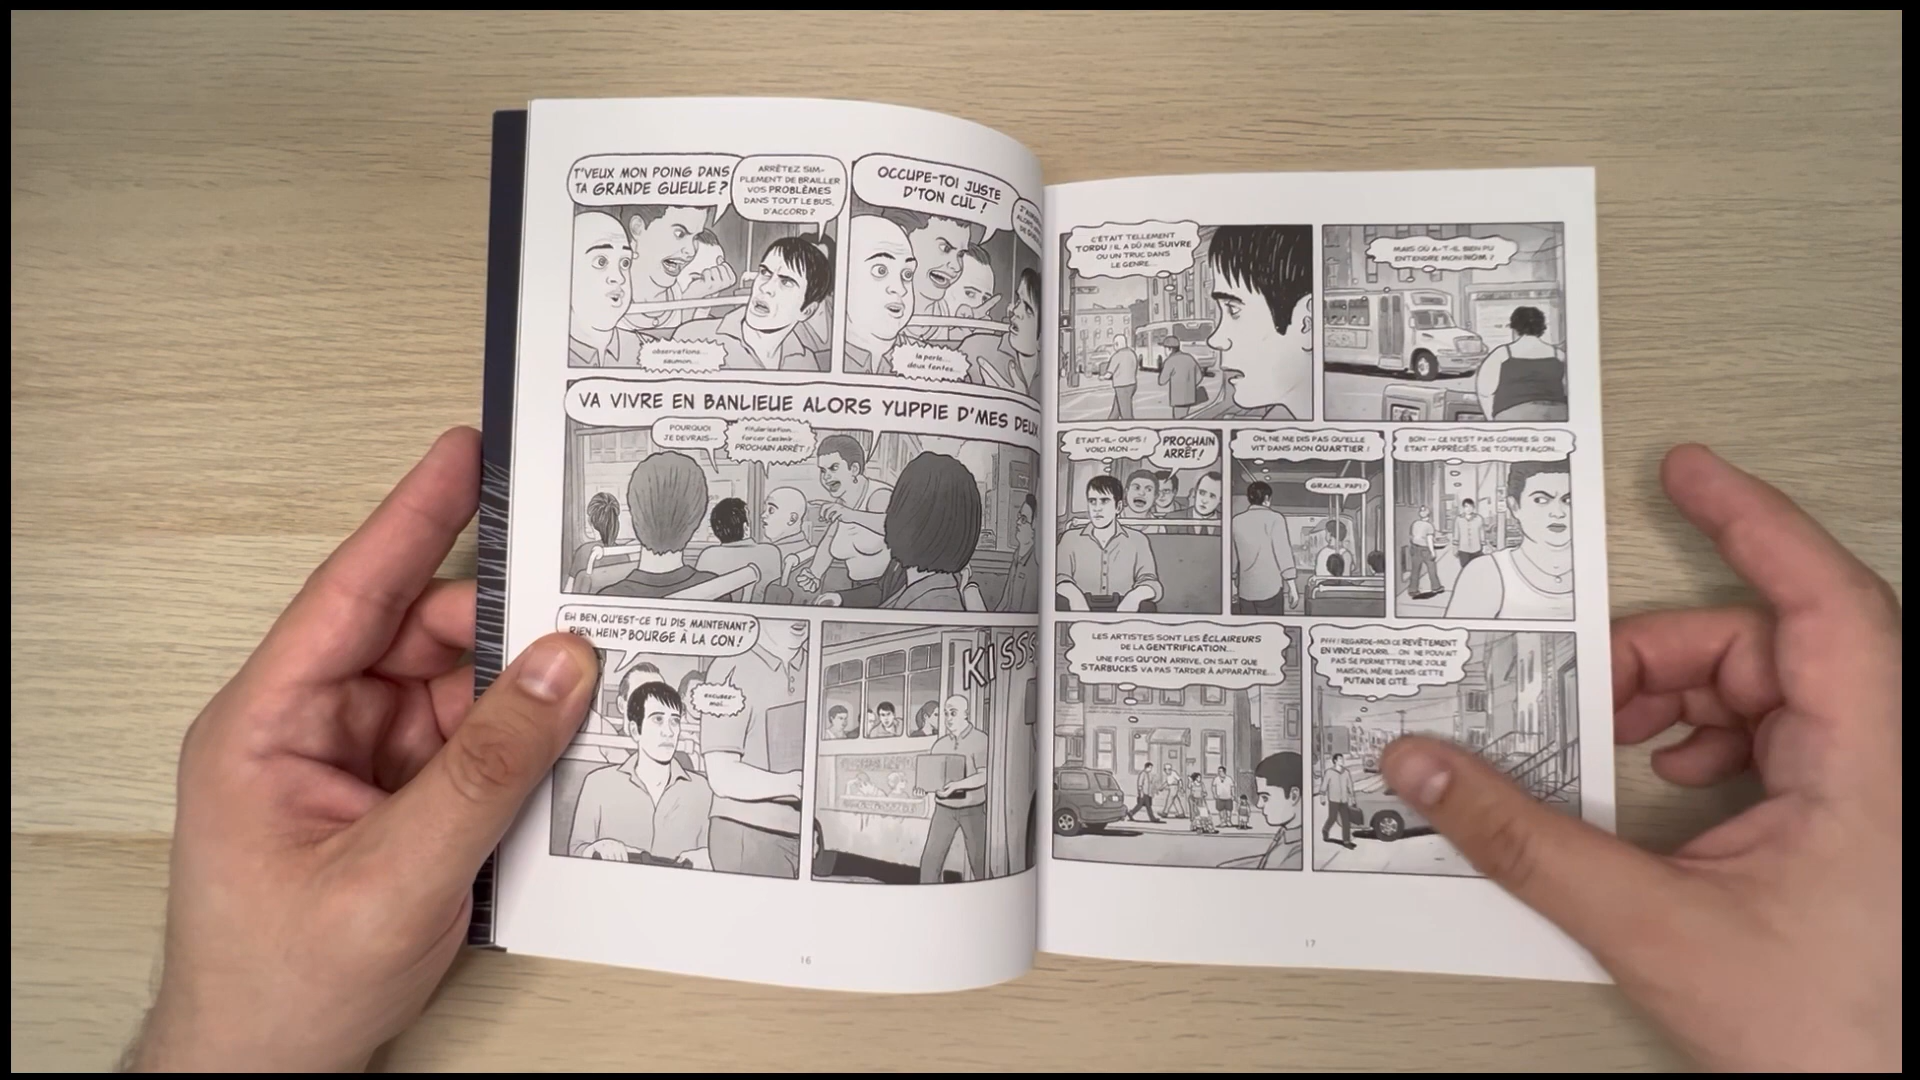 T'VEUX MON POING DANS
TA GRANDE GUEULE ?
ARRÊTEZ SIM-
PLEMENT DE BRAILLER
VOS PROBLÈMES
DANS TOUT LE BUS,
D'ACCORD ?
observations...
saumon...
OCCUPE-TOI JUSTE
D'TON CUL !
la perle...
deux fentes...
VA VIVRE EN BANLIEUE ALORS YUPPIE D'MES DEUX
POURQUOI
JE DEVRAIS--
titularisation...
forcer Casimir...
PROCHAIN ARRÊT !
EH BEN, QU'EST-CE TU DIS MAINTENANT ?
RIEN, HEIN ? BOURGE À LA CON !
excusez-
moi...
KISSS
16
C'ÉTAIT TELLEMENT
TORDU ! IL A DÛ ME SUIVRE
OU UN TRUC DANS
LE GENRE...
MAIS OÙ A-T-IL BIEN PU
ENTENDRE MON NOM ?
ÉTAIT-IL- OUPS !
VOICI MON --
PROCHAIN
ARRÊT !
OH, NE ME DIS PAS QU'ELLE
VIT DANS MON QUARTIER !
GRACIA, PAPI !
BON -- CE N'EST PAS COMME SI ON
ÉTAIT APPRÉCIÉS, DE TOUTE FAÇON...
LES ARTISTES SONT LES ÉCLAIREURS
DE LA GENTRIFICATION...
UNE FOIS QU'ON ARRIVE, ON SAIT QUE
STARBUCKS VA PAS TARDER À APPARAÎTRE...
PFFF ! REGARDE-MOI CE REVÊTEMENT
EN VINYLE POURRI... ON NE POUVAIT
PAS SE PERMETTRE UNE JOLIE
MAISON, MÊME DANS CETTE
PUTAIN DE CITÉ...
17